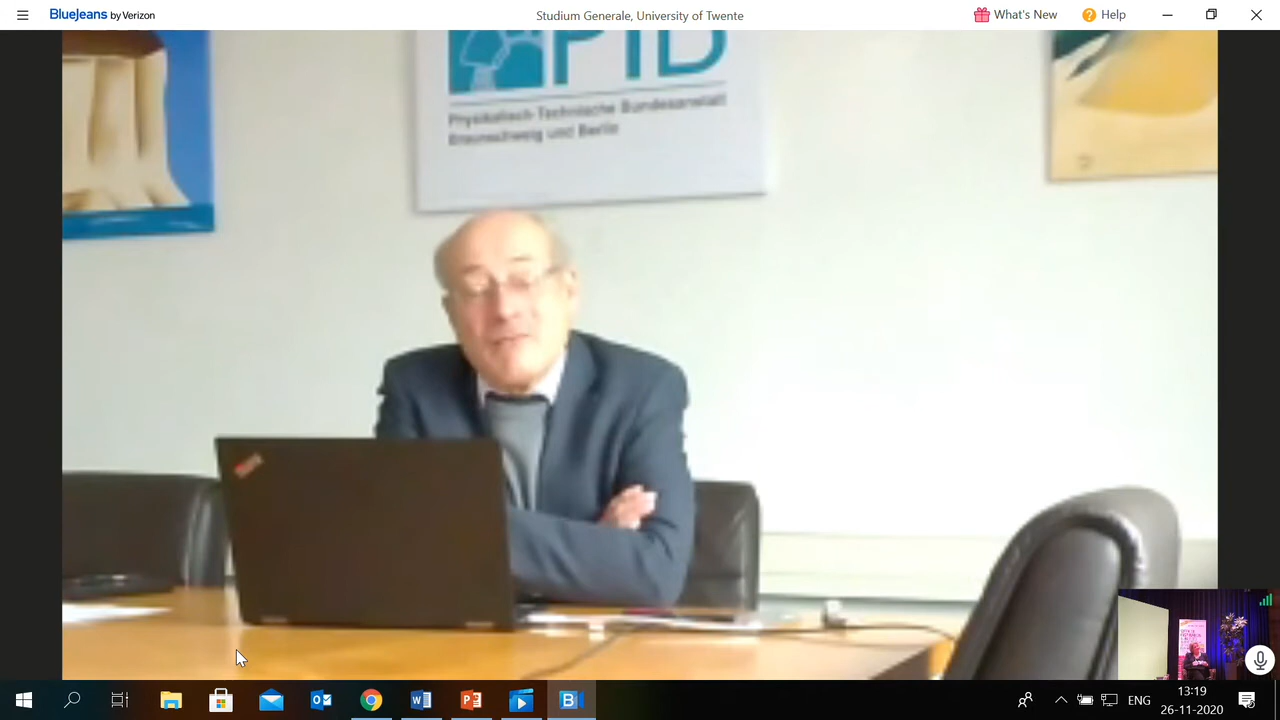 BlueJeans by Verizon
Studium Generale, University of Twente
What's New
Help
PTB
Physikalisch-Technische Bundesanstalt
Braunschweig und Berlin
ENG
13:19
26-11-2020